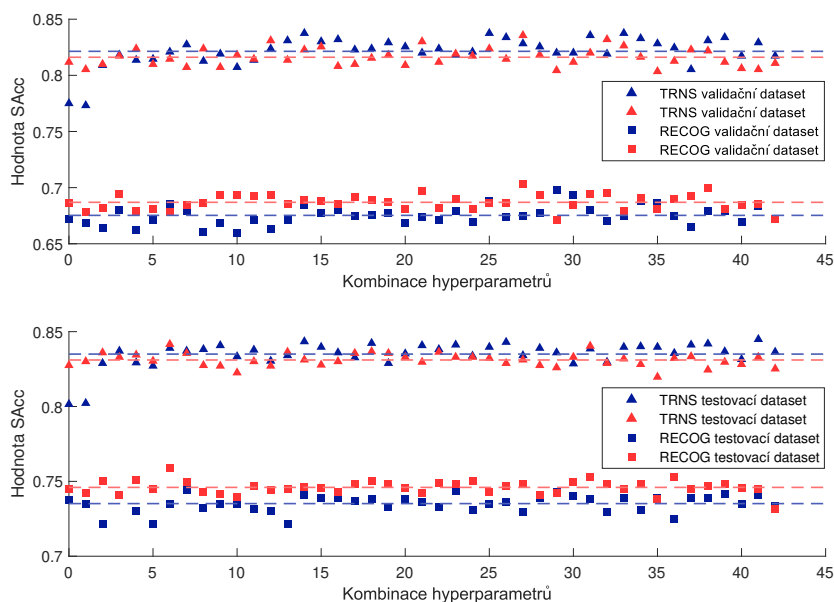 0.85
0.8
0.83
0.7
0.65
Hodnota SAcc
TRNS validační dataset
TRNS validační dataset
RECOG validační dataset
RECOG validační dataset
0 5 10 15 20 25 30 35 40 45
Kombinace hyperparametrů
0.85
0.8
0.75
0.7
Hodnota SAcc
TRNS testovací dataset
TRNS testovací dataset
RECOG testovací dataset
RECOG testovací dataset
0 5 10 15 20 25 30 35 40 45
Kombinace hyperparametrů